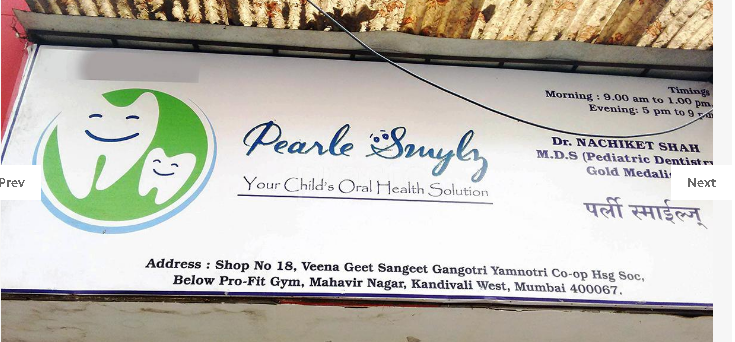 Timings
Morning : 9.00 am to 1.00 pm.
Evening: 5 pm to 9 pm
Pearle Smylz
Your Child's Oral Health Solution
Dr. NACHIKET SHAH
M.D.S (Pediatric Dentistry
Gold Medalis
पर्ली स्माईल्ज्
Prev
Next
Address : Shop No 18, Veena Geet Sangeet Gangotri Yamnotri Co-op Hsg Soc,
Below Pro-Fit Gym, Mahavir Nagar, Kandivali West, Mumbai 400067.